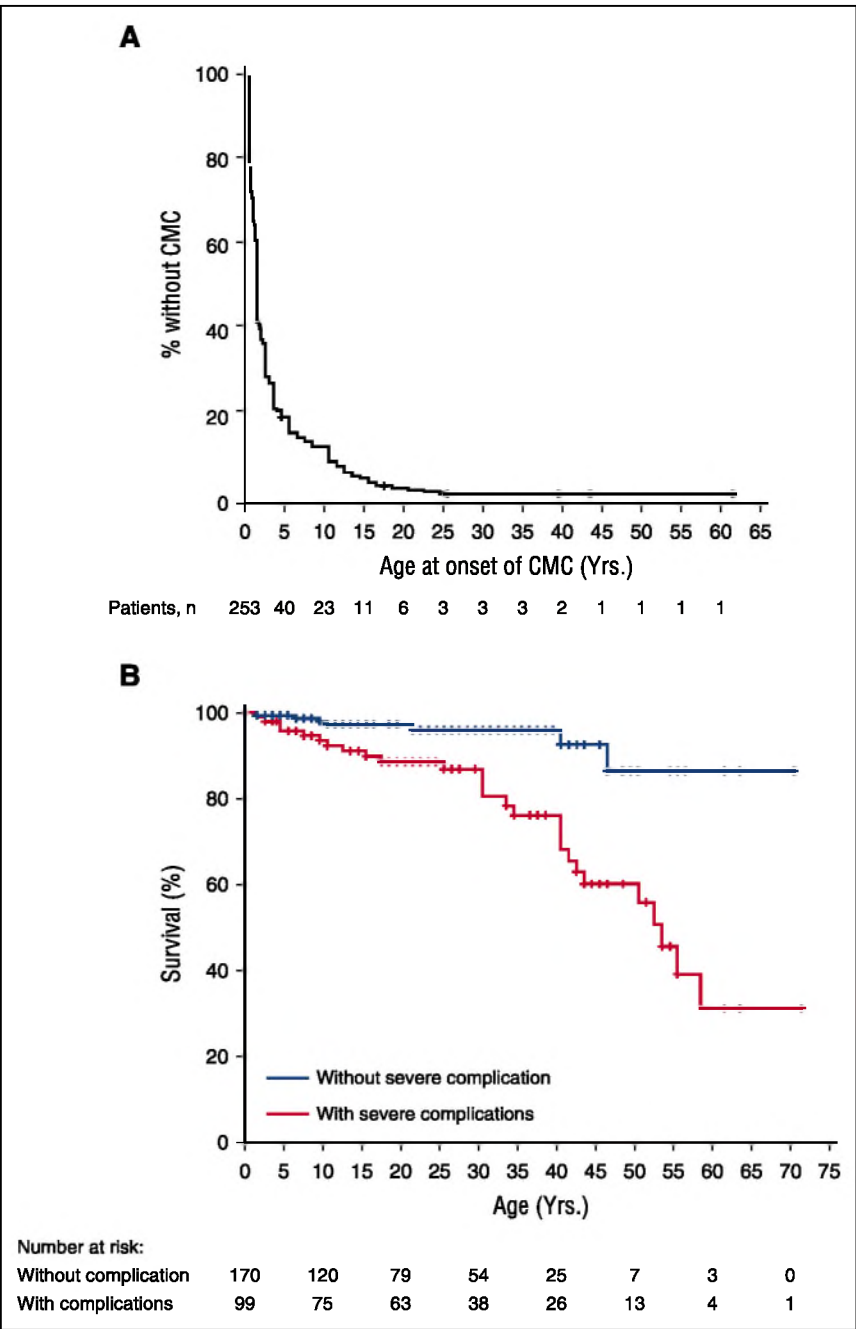 A
100
80
60
40
20
0
% without CMC
0 5 10 15 20 25 30 35 40 45 50 55 60 65
Age at onset of CMC (Yrs.)
Patients, n 253 40 23 11 6 3 3 3 2 1 1 1 1
B
100
80
60
40
20
0
Survival (%)
Without severe complication
With severe complications
0 5 10 15 20 25 30 35 40 45 50 55 60 65 70 75
Age (Yrs.)
Number at risk:
Without complication 170 120 79 54 25 7 3 0
With complications 99 75 63 38 26 13 4 1